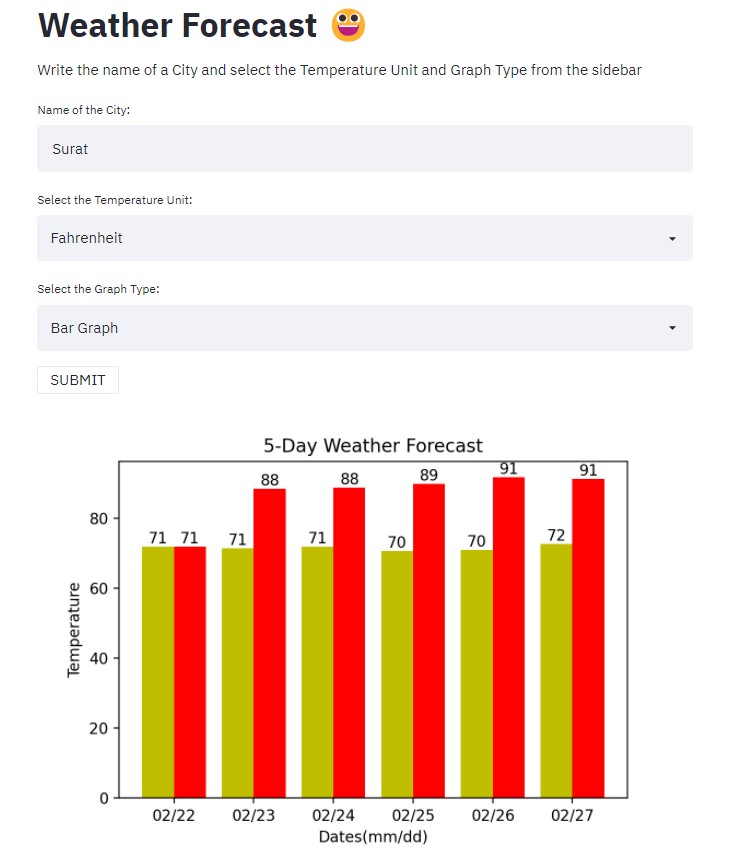 Weather Forecast
Write the name of a City and select the Temperature Unit and Graph Type from the sidebar
Name of the City:
Surat
Select the Temperature Unit:
Fahrenheit
Select the Graph Type:
Bar Graph
SUBMIT
5-Day Weather Forecast
71 71 71 88 71 88 70 89 70 91 72 91
80
60
40
20
0
Temperature
02/22 02/23 02/24 02/25 02/26 02/27
Dates(mm/dd)